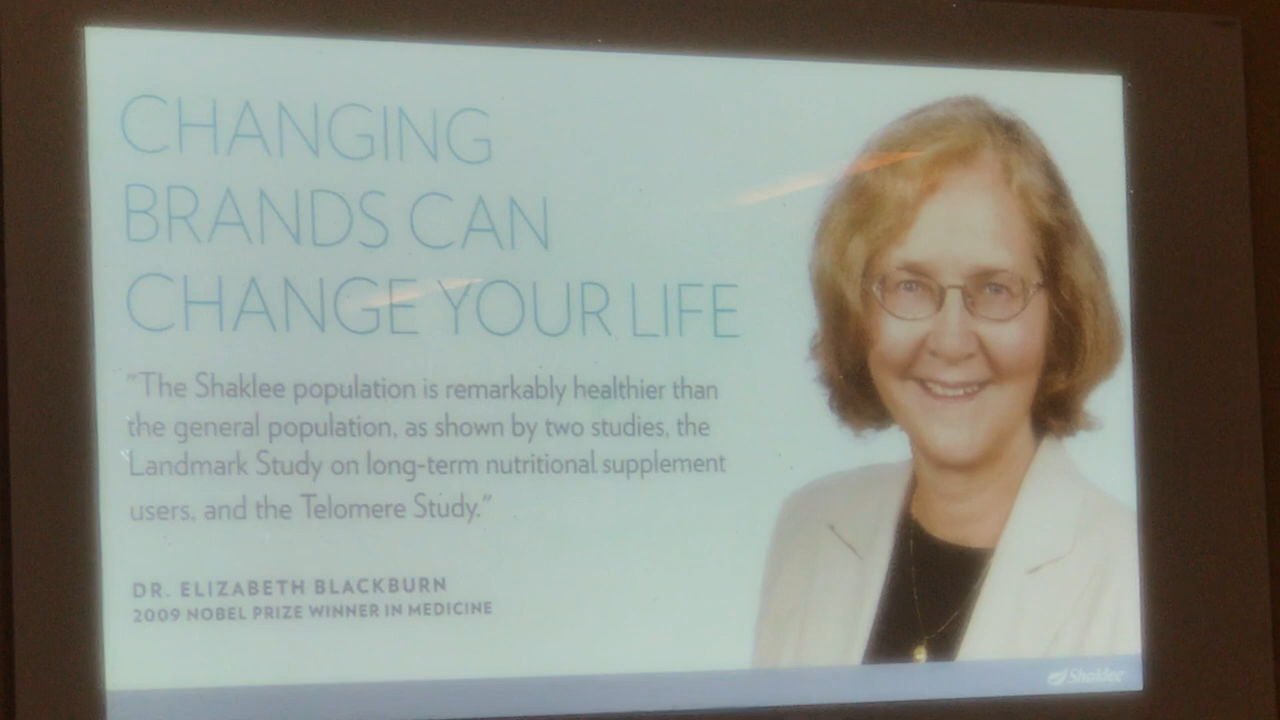 CHANGING
BRANDS CAN
CHANGE YOUR LIFE
"The Shaklee population is remarkably healthier than
the general population, as shown by two studies, the
Landmark Study on long-term nutritional supplement
users, and the Telomere Study."
DR. ELIZABETH BLACKBURN
2009 NOBEL PRIZE WINNER IN MEDICINE
Shaklee